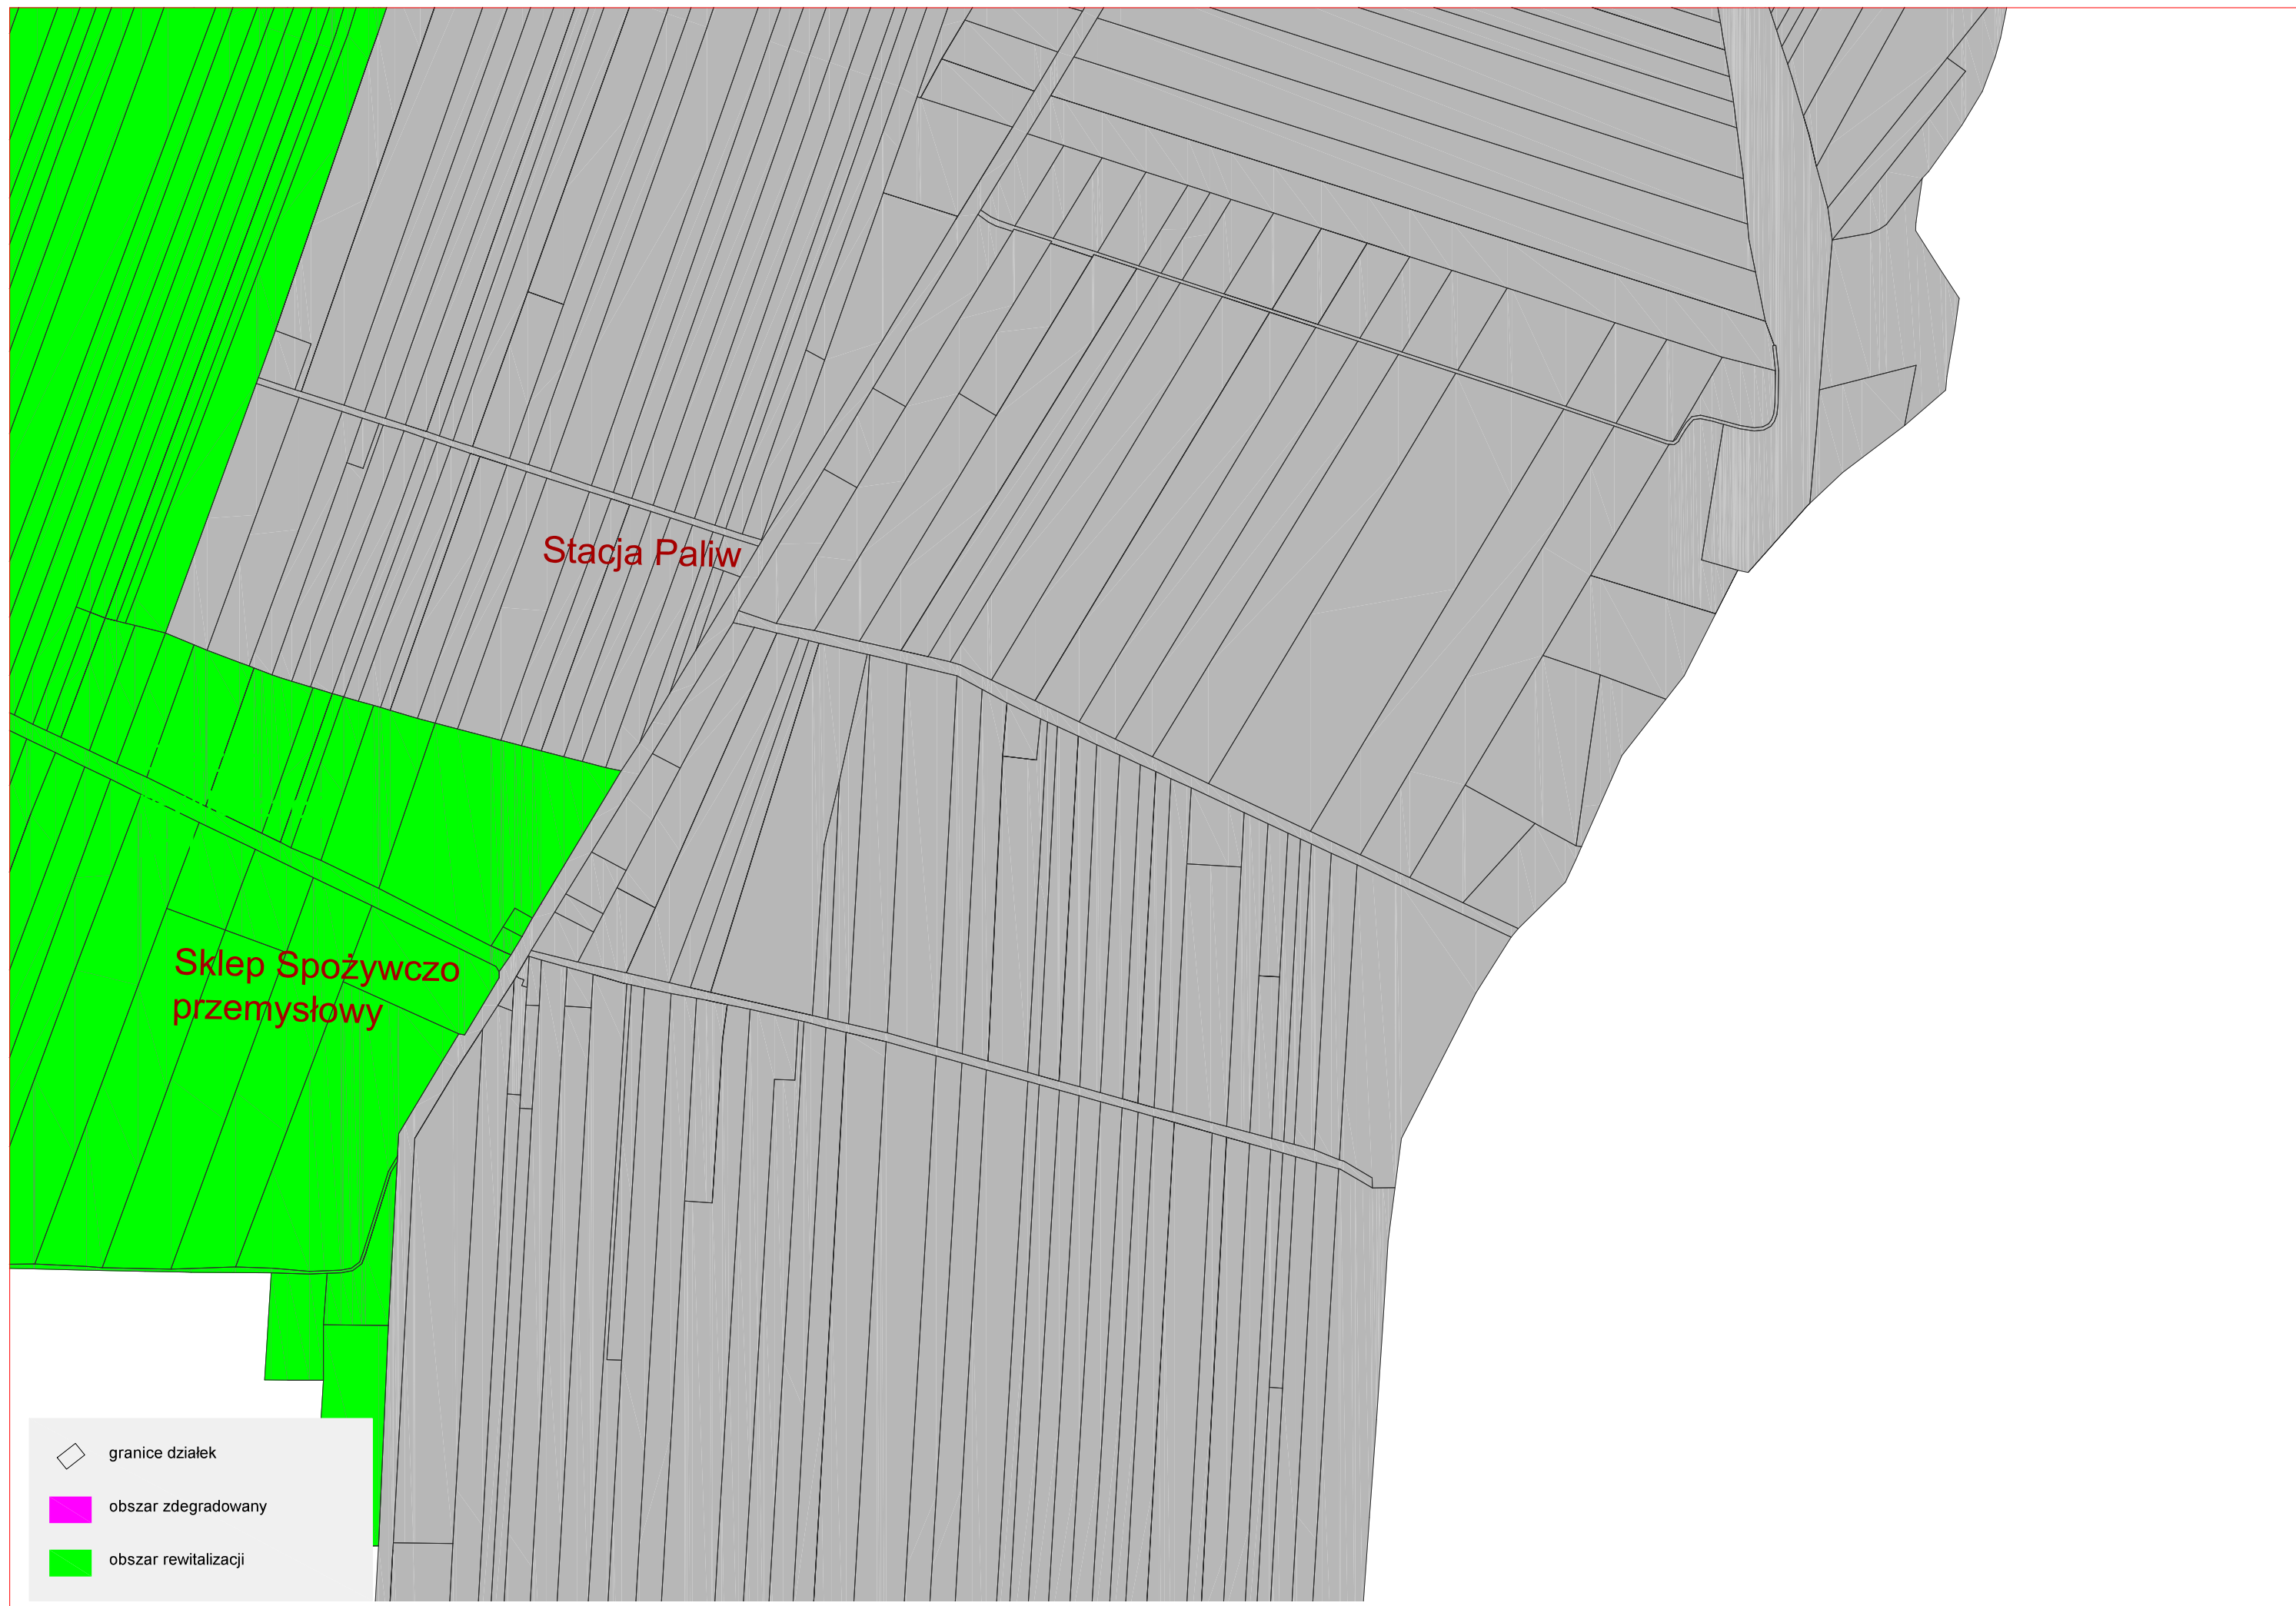 Stacja Paliw
Sklep Spożywczo
przemysłowy
granice działek
obszar zdegradowany
obszar rewitalizacji